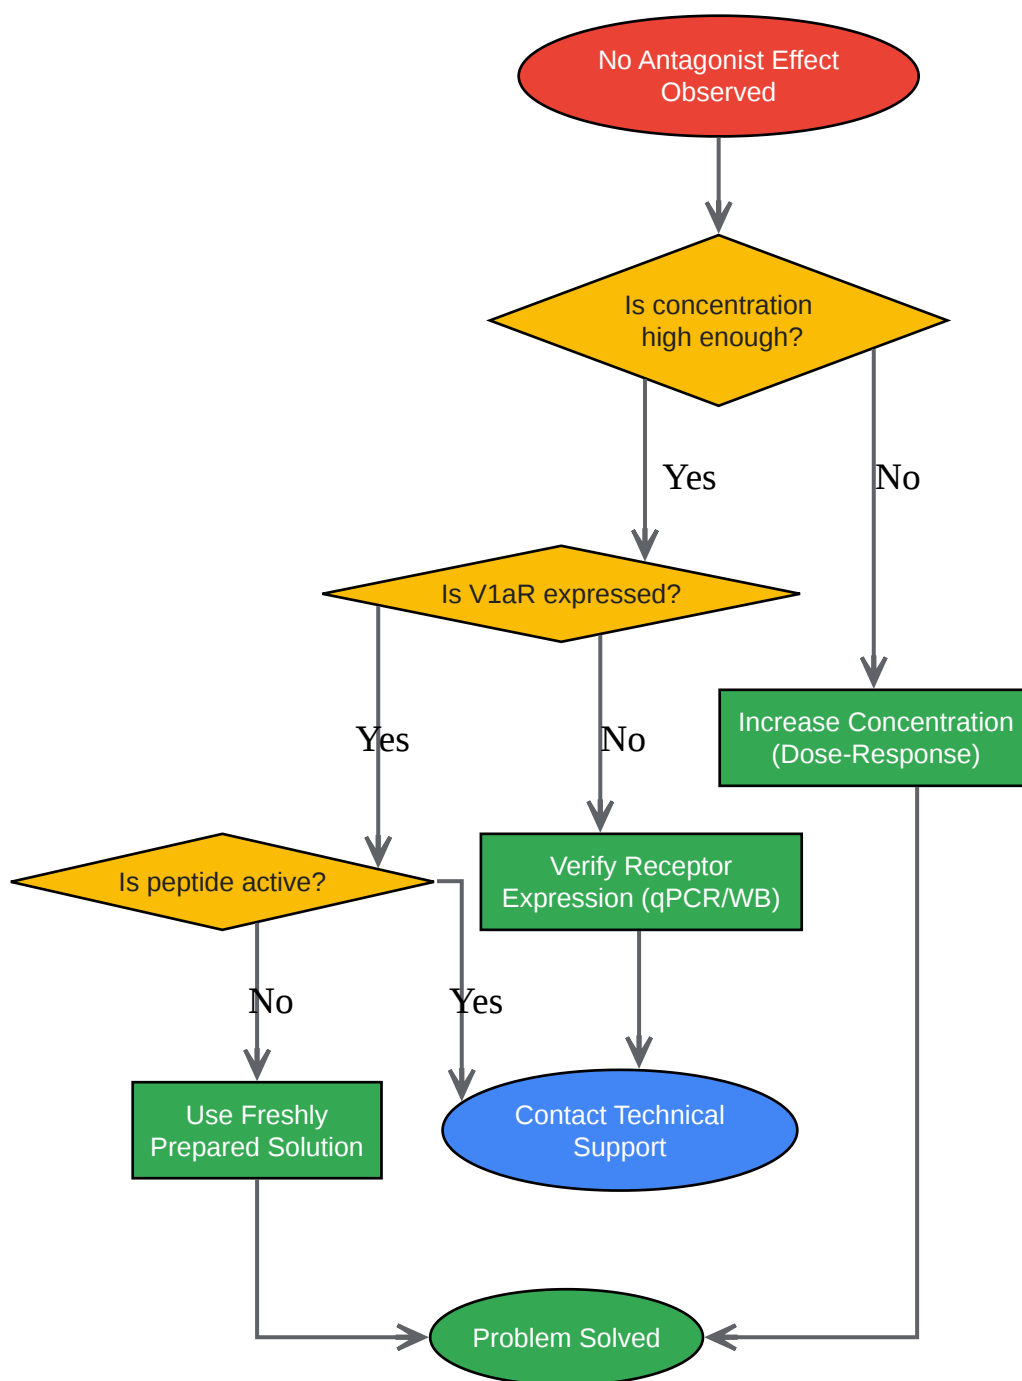 No Antagonist Effect
Observed
Is concentration
high enough?
Yes
No
Is V1aR expressed?
Increase Concentration
(Dose-Response)
Yes
No
Verify Receptor
Expression (qPCR/WB)
Is peptide active?
No
Yes
Use Freshly
Prepared Solution
Contact Technical
Support
Problem Solved